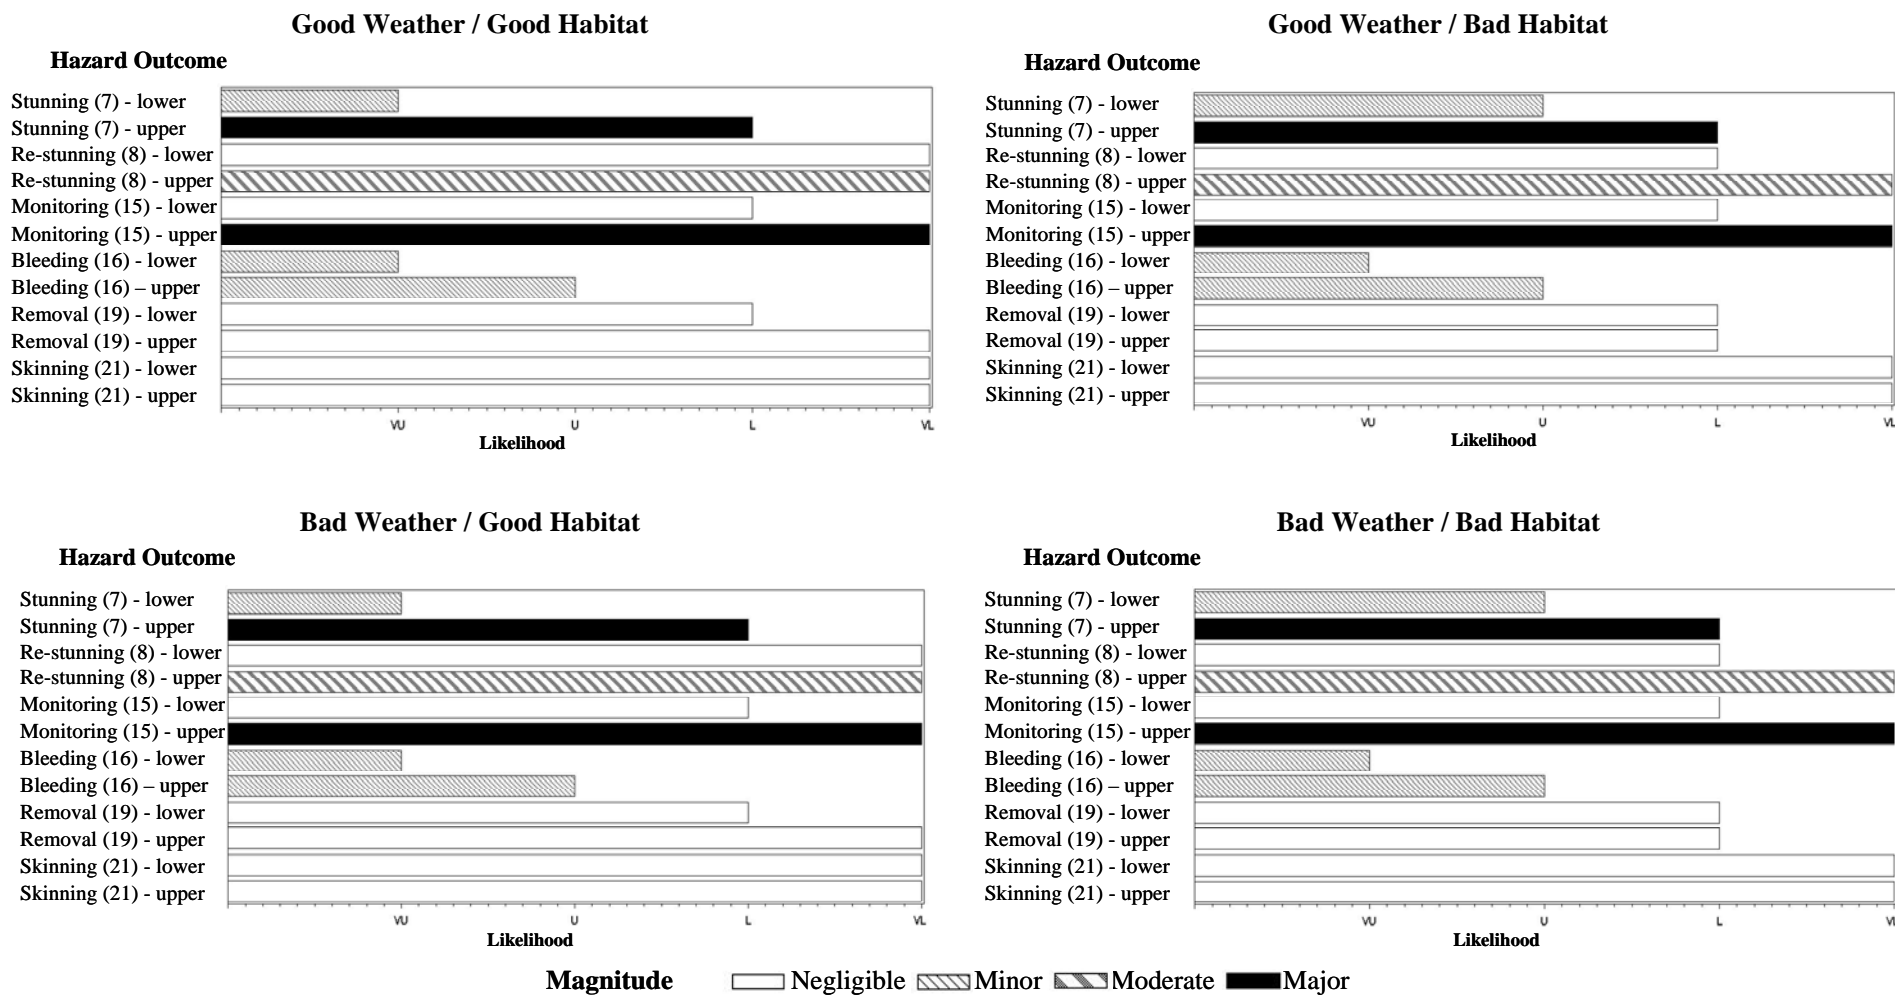 Good Weather / Good Habitat
Hazard Outcome
Stunning (7) - lower
Stunning (7) - upper
Re-stunning (8) - lower
Re-stunning (8) - upper
Monitoring (15) - lower
Monitoring (15) - upper
Bleeding (16) - lower
Bleeding (16) – upper
Removal (19) - lower
Removal (19) - upper
Skinning (21) - lower
Skinning (21) - upper
VU U L VL
Likelihood
Good Weather / Bad Habitat
Hazard Outcome
Stunning (7) - lower
Stunning (7) - upper
Re-stunning (8) - lower
Re-stunning (8) - upper
Monitoring (15) - lower
Monitoring (15) - upper
Bleeding (16) - lower
Bleeding (16) – upper
Removal (19) - lower
Removal (19) - upper
Skinning (21) - lower
Skinning (21) - upper
VU U L VL
Likelihood
Bad Weather / Good Habitat
Hazard Outcome
Stunning (7) - lower
Stunning (7) - upper
Re-stunning (8) - lower
Re-stunning (8) - upper
Monitoring (15) - lower
Monitoring (15) - upper
Bleeding (16) - lower
Bleeding (16) – upper
Removal (19) - lower
Removal (19) - upper
Skinning (21) - lower
Skinning (21) - upper
VU U L VL
Likelihood
Bad Weather / Bad Habitat
Hazard Outcome
Stunning (7) - lower
Stunning (7) - upper
Re-stunning (8) - lower
Re-stunning (8) - upper
Monitoring (15) - lower
Monitoring (15) - upper
Bleeding (16) - lower
Bleeding (16) – upper
Removal (19) - lower
Removal (19) - upper
Skinning (21) - lower
Skinning (21) - upper
VU U L VL
Likelihood
Magnitude Negligible Minor Moderate Major